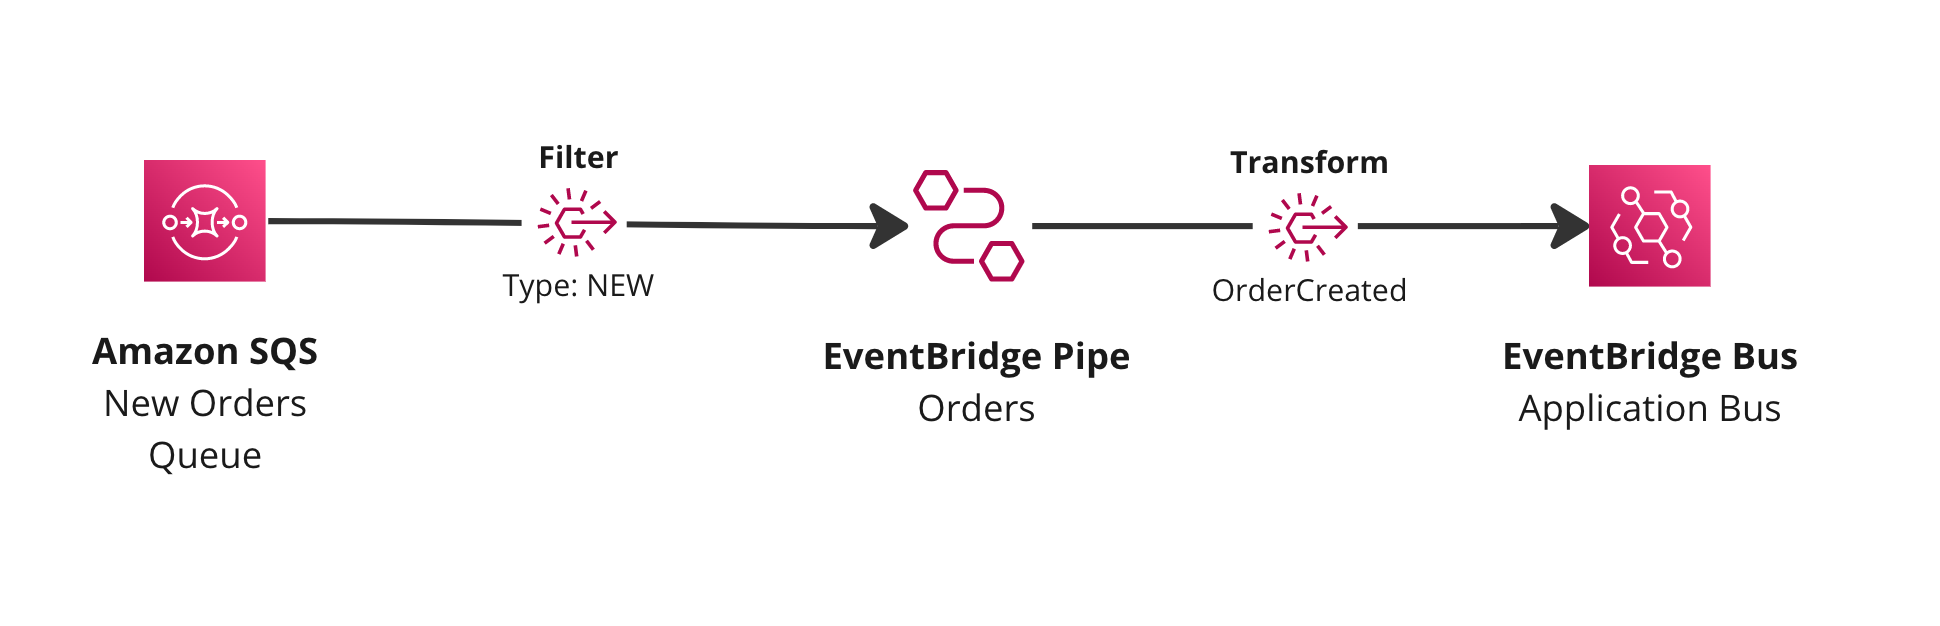 Filter
Type: NEW
Transform
OrderCreated
Amazon SQS
New Orders
Queue
EventBridge Pipe
Orders
EventBridge Bus
Application Bus